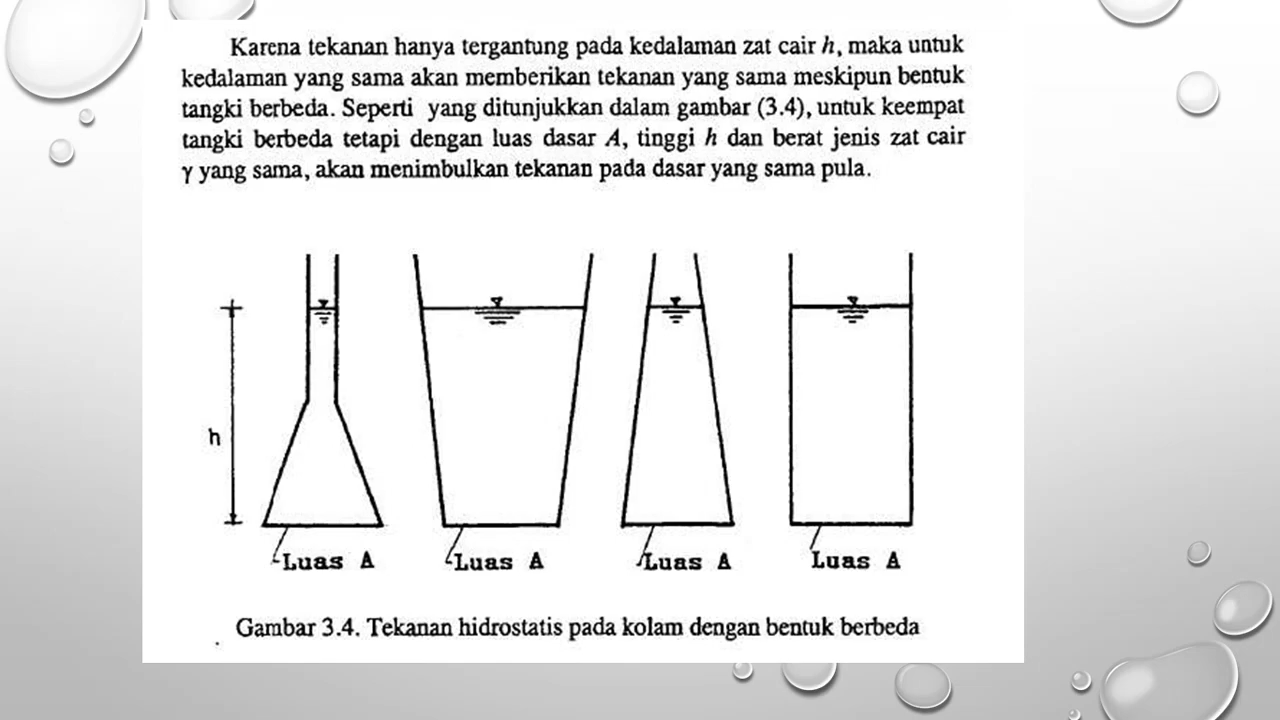 Karena tekanan hanya tergantung pada kedalaman zat cair h, maka untuk
kedalaman yang sama akan memberikan tekanan yang sama meskipun bentuk
tangki berbeda. Seperti yang ditunjukkan dalam gambar (3.4), untuk keempat
tangki berbeda tetapi dengan luas dasar A, tinggi h dan berat jenis zat cair
γ yang sama, akan menimbulkan tekanan pada dasar yang sama pula.
h
Luas A Luas A Luas A Luas A
Gambar 3.4. Tekanan hidrostatis pada kolam dengan bentuk berbeda